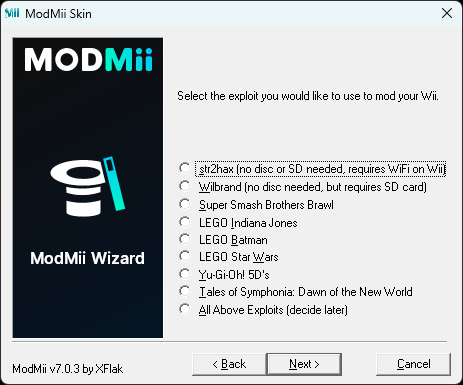 ModMii Skin
MODMii
Select the exploit you would like to use to mod your Wii.
str2hax (no disc or SD needed, requires WiFi on Wii)
Wilbrand (no disc needed, but requires SD card)
Super Smash Brothers Brawl
LEGO Indiana Jones
LEGO Batman
LEGO Star Wars
Yu-Gi-Oh! 5D's
Tales of Symphonia: Dawn of the New World
All Above Exploits (decide later)
ModMii Wizard
ModMii v7.0.3 by XFlak
< Back
Next >
Cancel